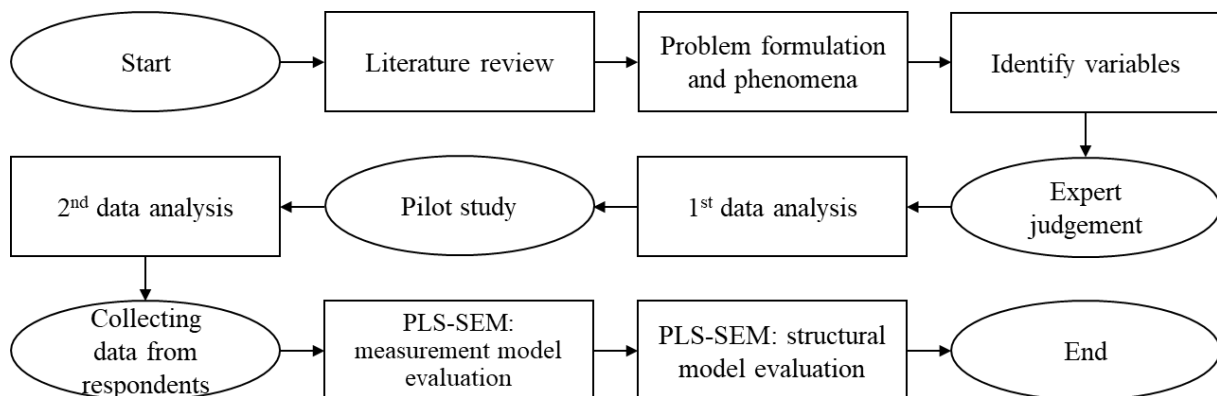 Start
Literature review
Problem formulation
and phenomena
Identify variables
Expert
judgement
1st data analysis
Pilot study
2nd data analysis
Collecting
data from
respondents
PLS-SEM:
measurement model
evaluation
PLS-SEM: structural
model evaluation
End